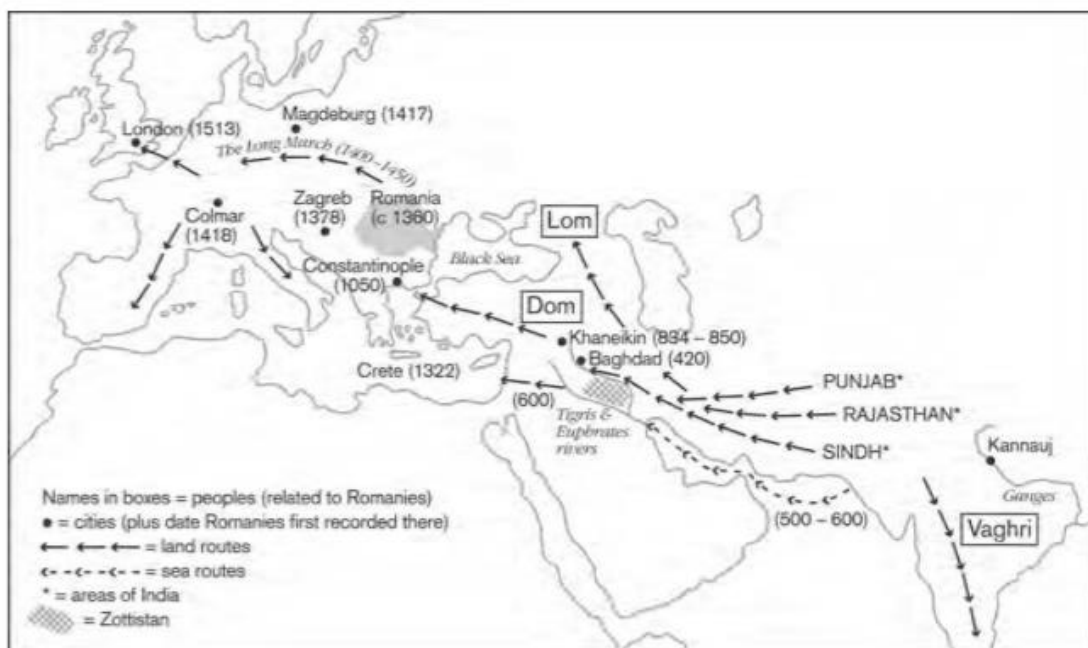 London (1513)
Magdeburg (1417)
The Long March (1400–1450)
Zagreb
(1378)
Romania
(c 1360)
Colmar
(1418)
Lom
Black Sea
Constantinople
(1050)
Dom
Khaneikin (834 – 850)
Baghdad (420)
Crete (1322)
(600)
PUNJAB*
RAJASTHAN*
Tigris &
Euphrates
rivers
SINDH*
Kannauj
Ganges
(500 – 600)
Vaghri
Names in boxes = peoples (related to Romanies)
● = cities (plus date Romanies first recorded there)
= land routes
= sea routes
* = areas of India
= Zottistan